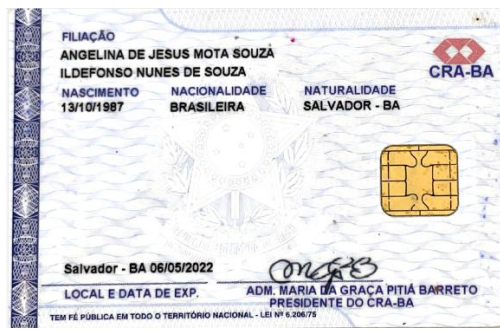 FILIAÇÃO
ANGELINA DE JESUS MOTA SOUZA
ILDEFONSO NUNES DE SOUZA
CRA-BA
NASCIMENTO NACIONALIDADE NATURALIDADE
13/10/1987 BRASILEIRA SALVADOR - BA
Salvador - BA 06/05/2022
LOCAL E DATA DE EXP.
ADM. MARIA DA GRAÇA PITIÁ BARRETO
PRESIDENTE DO CRA-BA
TEM FÉ PÚBLICA EM TODO O TERRITÓRIO NACIONAL - LEI Nº 6.206/75